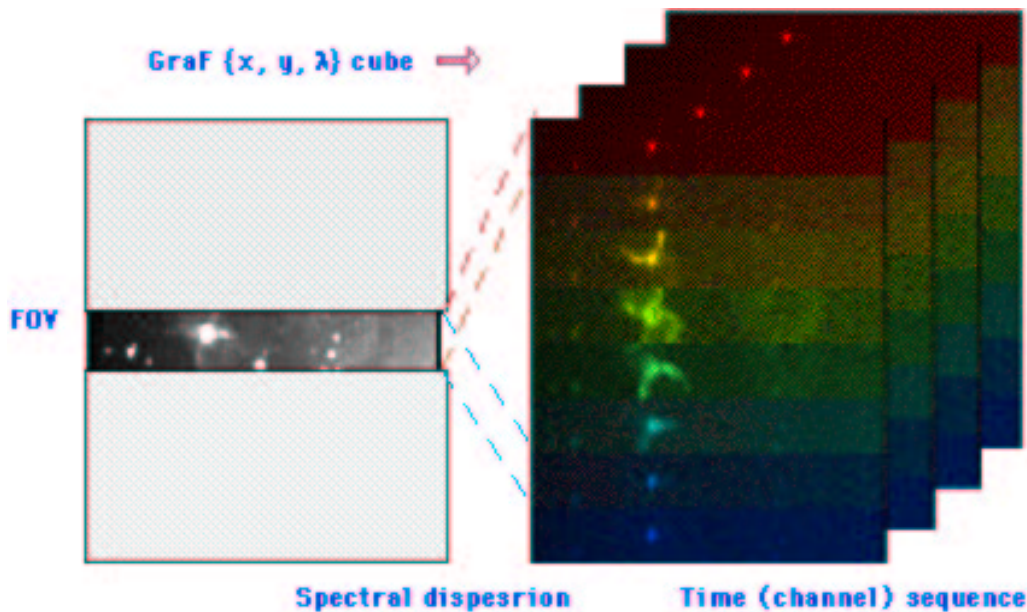 GraF {x, y, λ} cube
FOV
Spectral dispesrion
Time (channel) sequence